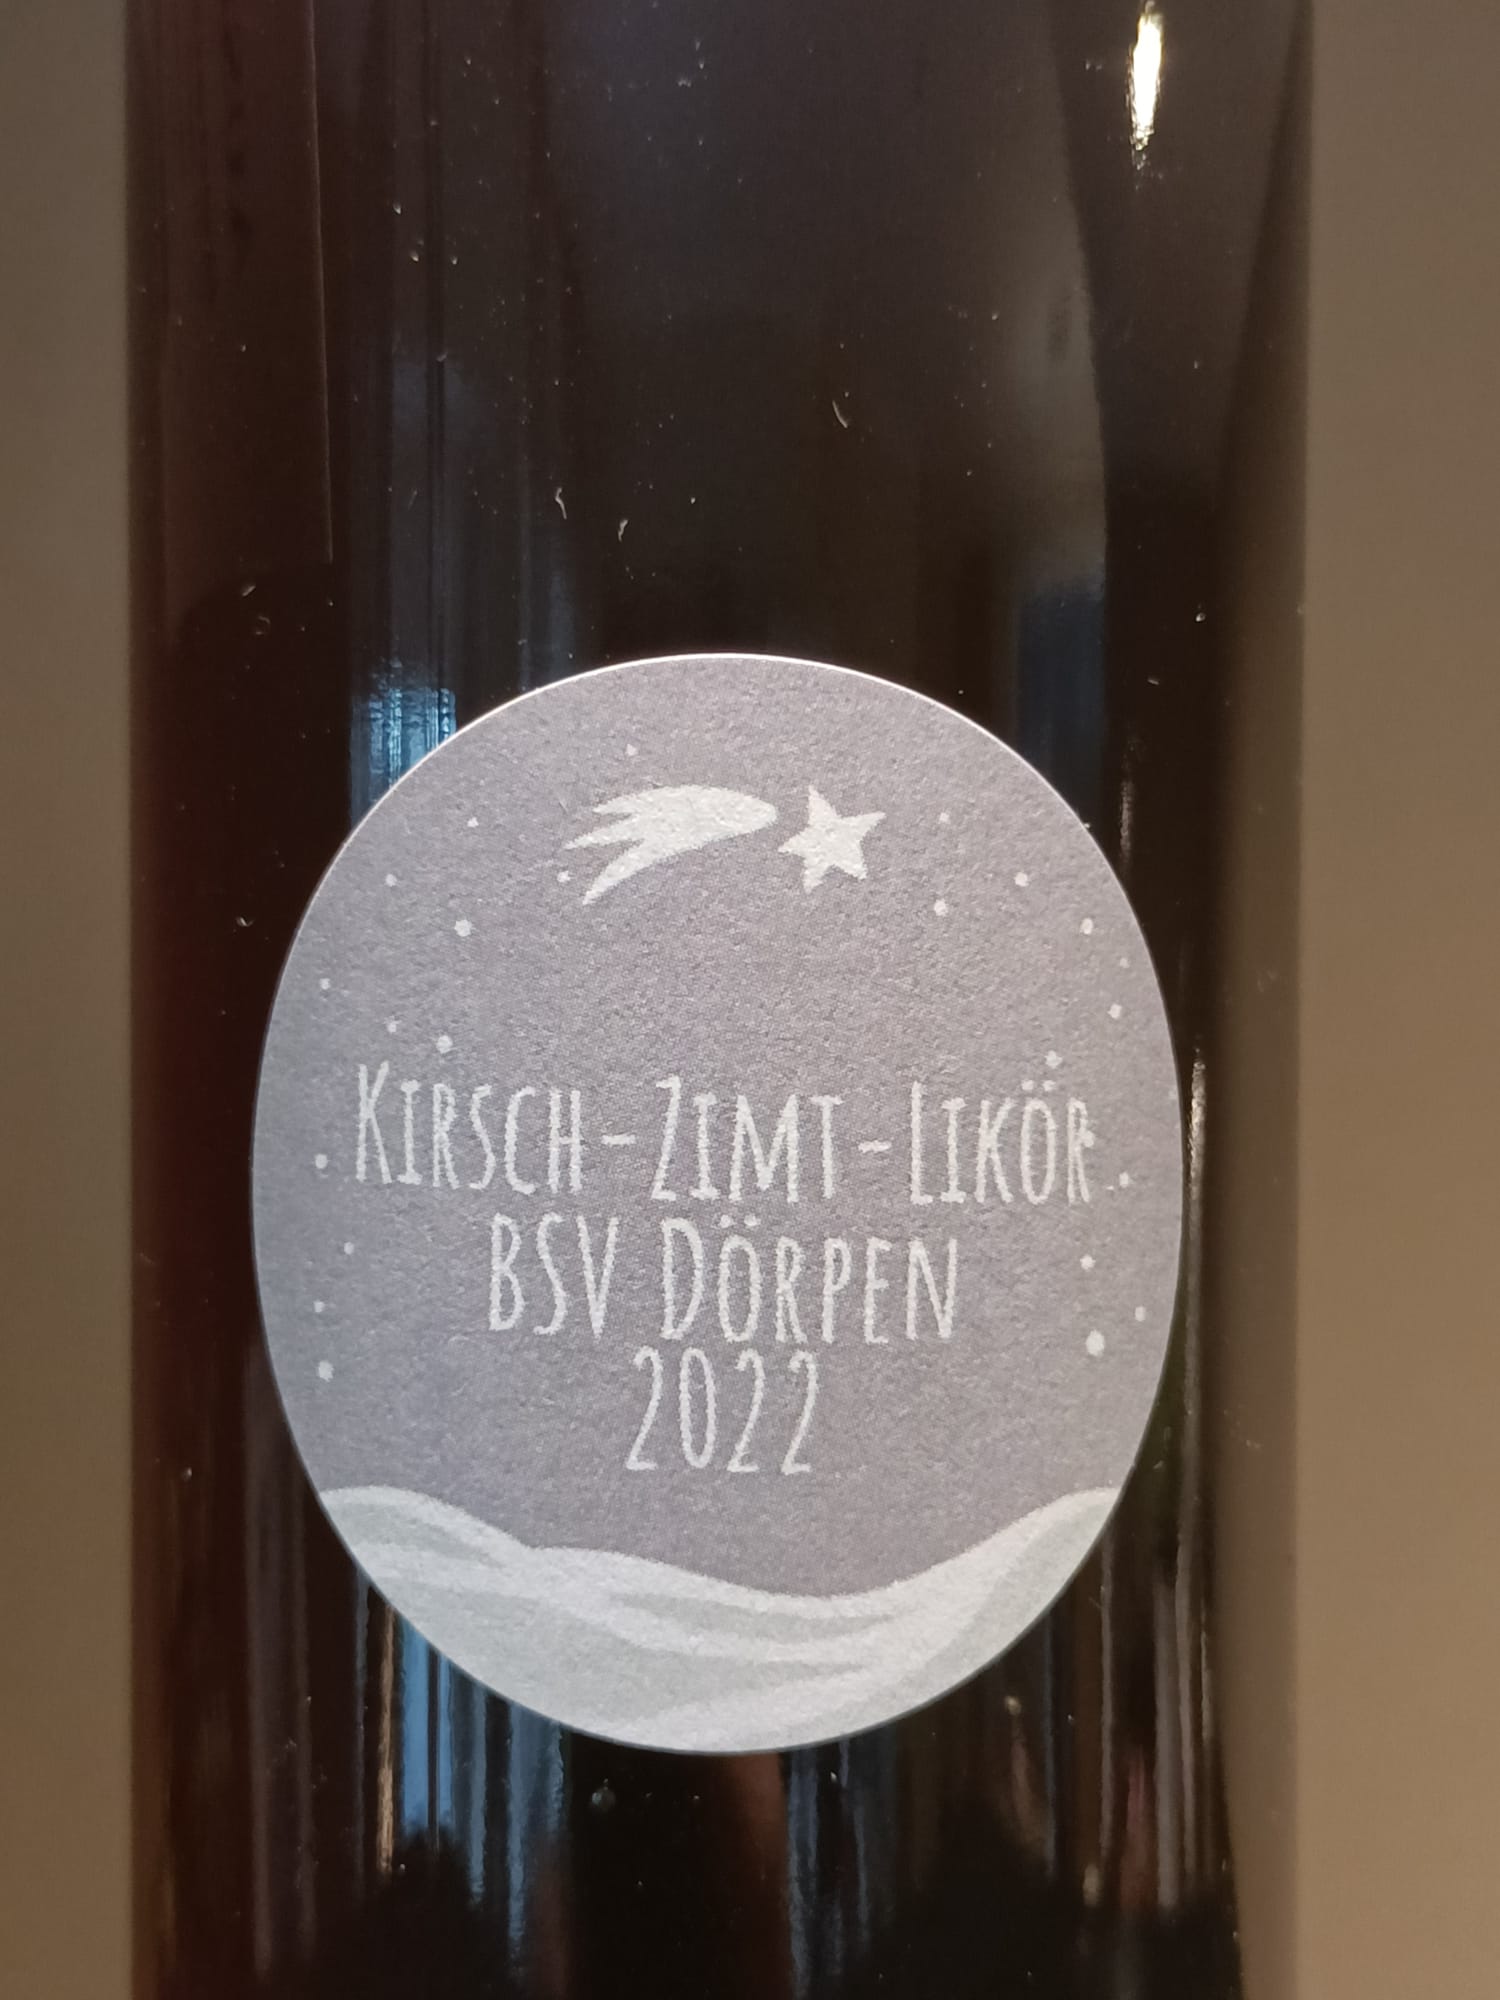 Kirsch-Zimt-Likör
BSV Dörpen
2022